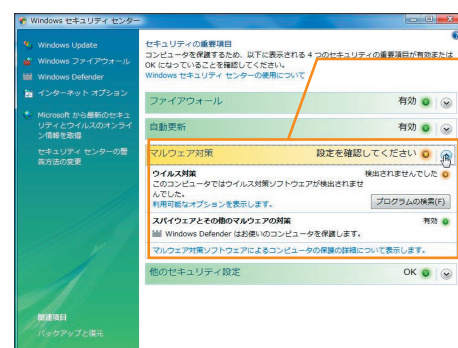 Windows セキュリティ センター
Windows Update
Windows ファイアウォール
Windows Defender
インターネット オプション
Microsoft から最新のセキュ
リティとウイルスのオンライ
ン情報を取得
セキュリティ センターの警
告方法の変更
関連項目
バックアップと復元
セキュリティの重要項目
コンピュータを保護するため、以下に表示される 4 つのセキュリティの重要項目が有効または
OK になっていることを確認してください。
Windows セキュリティ センターの使用について
ファイアウォール 有効
自動更新 有効
マルウェア対策 設定を確認してください
ウイルス対策 検出されませんでした
このコンピュータではウイルス対策ソフトウェアが検出されませ
んでした。
利用可能なオプションを表示します。 プログラムの検索(F)
スパイウェアとその他のマルウェアの対策 有効
Windows Defender はお使いのコンピュータを保護します。
マルウェア対策ソフトウェアによるコンピュータの保護の詳細について表示します。
他のセキュリティ設定 OK